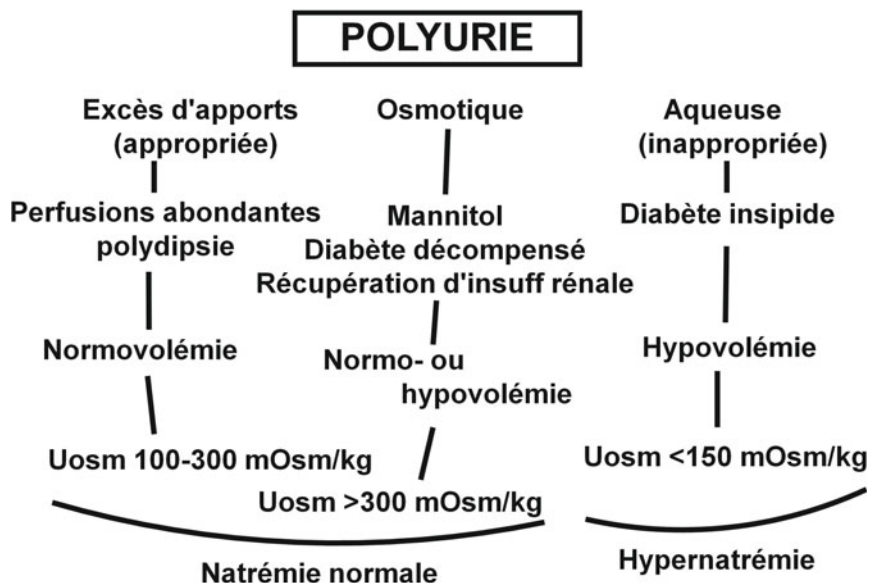 POLYURIE
Excès d'apports
(appropriée)
Osmotique
Aqueuse
(inappropriée)
Perfusions abondantes
polydipsie
Mannitol
Diabète décompensé
Récupération d'insuff rénale
Diabète insipide
Normovolémie
Normo- ou
hypovolémie
Hypovolémie
Uosm 100-300 mOsm/kg
Uosm >300 mOsm/kg
Uosm <150 mOsm/kg
Natrémie normale
Hypernatrémie